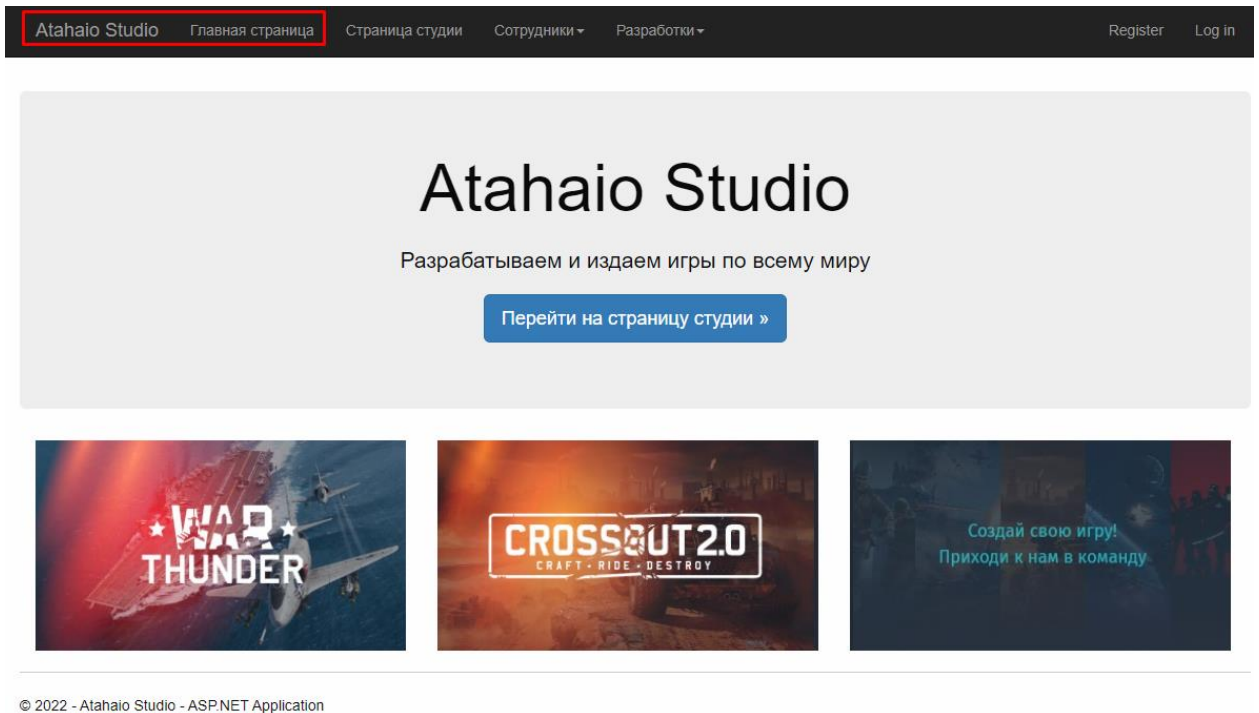 Atahaio Studio Главная страница Страница студии Сотрудники Разработки Register Log in
Atahaio Studio
Разрабатываем и издаем игры по всему миру
Перейти на страницу студии »
WAR
THUNDER
CROSSOUT 2.0
CRAFT • RIDE • DESTROY
Создай свою игру!
Приходи к нам в команду
© 2022 - Atahaio Studio - ASP.NET Application